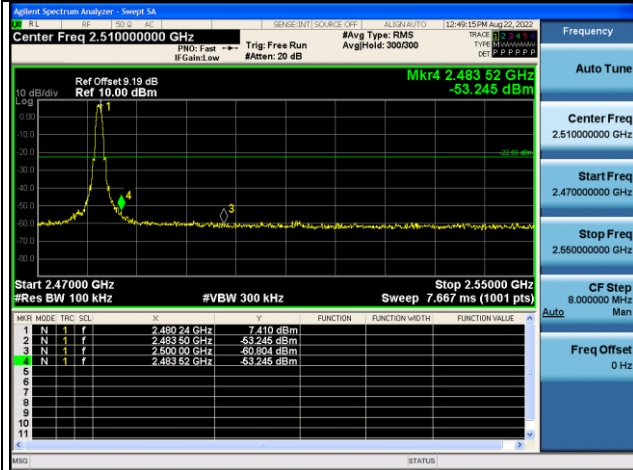 Agilent Spectrum Analyzer - Swept SA
RL RF 50 Ω AC SENSE:INT SOURCE OFF ALIGNAUTO 12:49:15 PM Aug 22, 2022
Center Freq 2.510000000 GHz
PNO: Fast
IFGain:Low
Trig: Free Run
#Atten: 20 dB
#Avg Type: RMS
Avg|Hold: 300/300
TRACE 1 2 3 4 5 6
TYPE M
DET P P P P P P
Ref Offset 9.19 dB
10 dB/div Ref 10.00 dBm
Log
Mkr4 2.483 52 GHz
-53.245 dBm
1
0.00
-10.0
-20.0
-22.60 dBm
-30.0
-40.0
4
-50.0
3
-60.0
-70.0
-80.0
Start 2.47000 GHz Stop 2.55000 GHz
#Res BW 100 kHz #VBW 300 kHz Sweep 7.667 ms (1001 pts)
MKR MODE TRC SCL X Y FUNCTION FUNCTION WIDTH FUNCTION VALUE
1 N 1 f 2.480 24 GHz 7.410 dBm
2 N 1 f 2.483 50 GHz -53.245 dBm
3 N 1 f 2.500 00 GHz -60.804 dBm
4 N 1 f 2.483 52 GHz -53.245 dBm
5
6
7
8
9
10
11
MSG STATUS
Frequency
Auto Tune
Center Freq
2.510000000 GHz
Start Freq
2.470000000 GHz
Stop Freq
2.550000000 GHz
CF Step
8.000000 MHz
Auto Man
Freq Offset
0 Hz